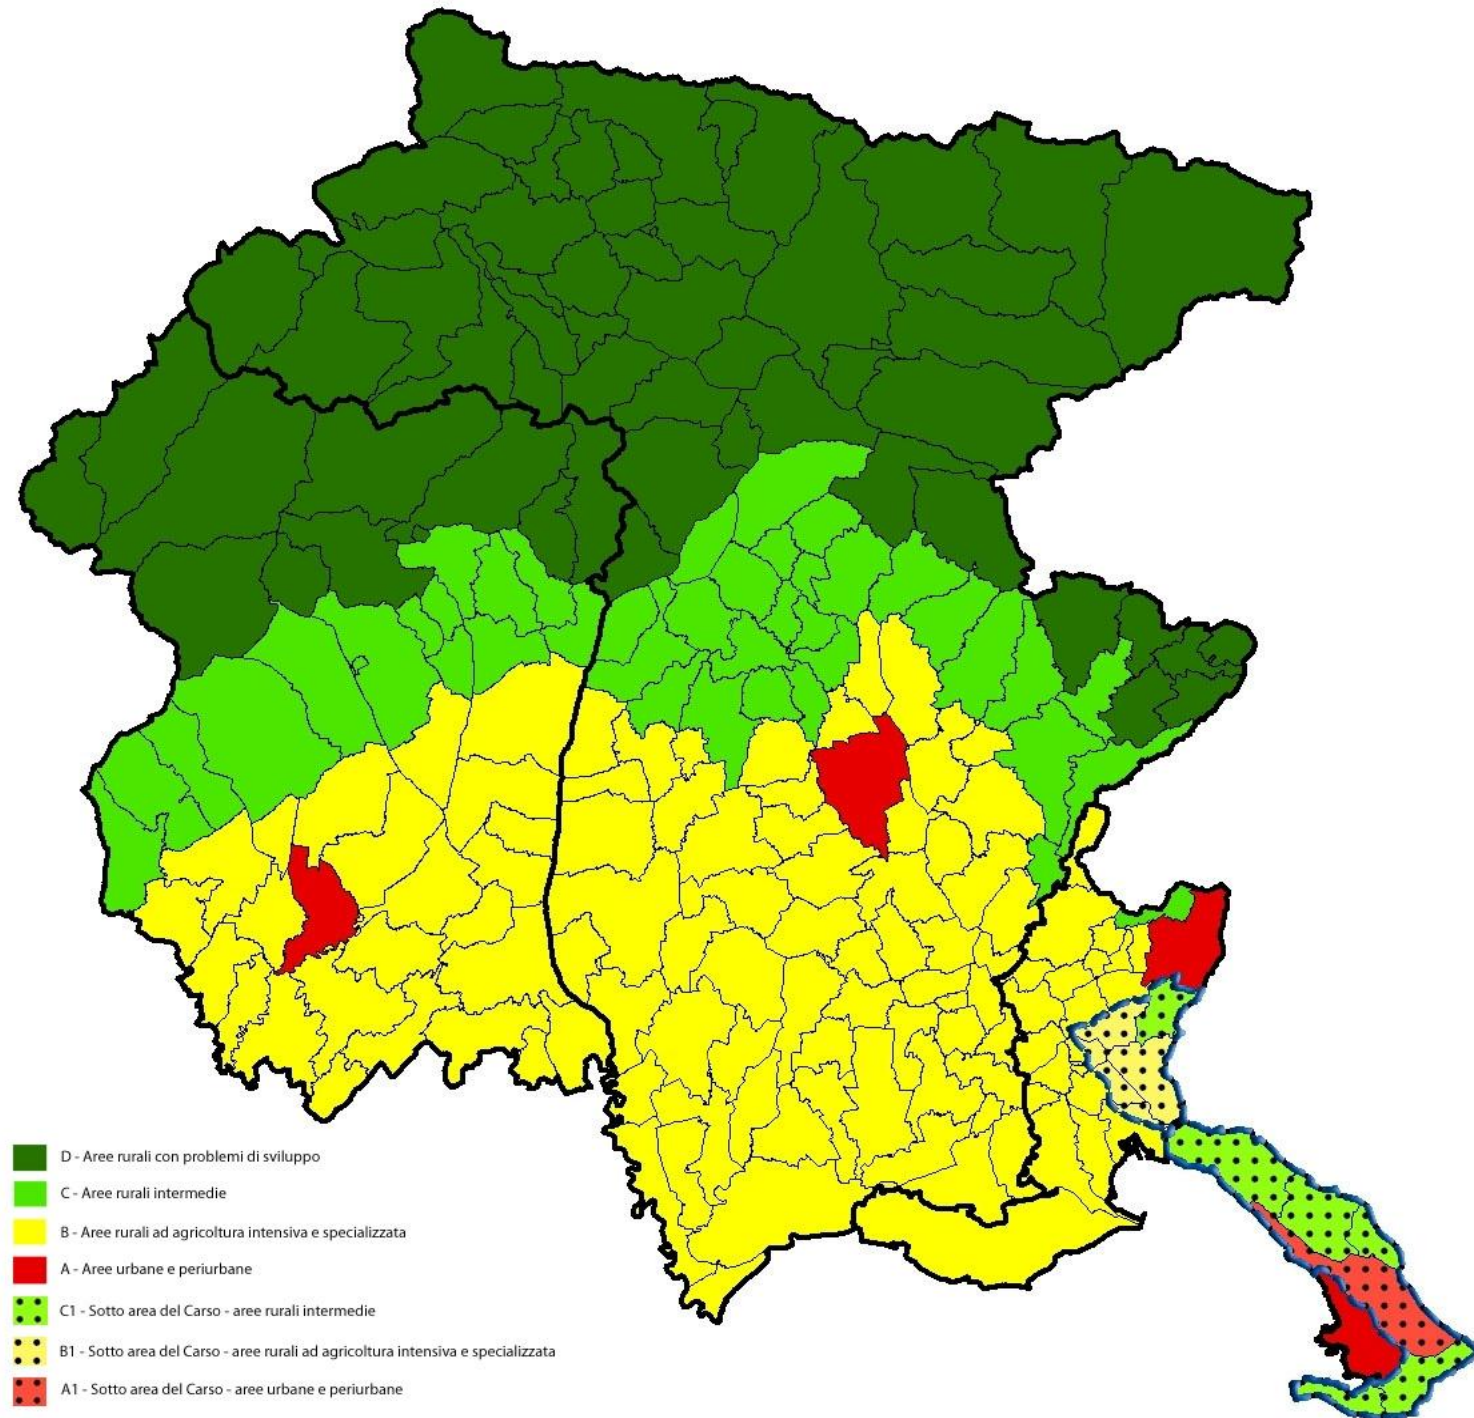 D - Aree rurali con problemi di sviluppo
C - Aree rurali intermedie
B - Aree rurali ad agricoltura intensiva e specializzata
A - Aree urbane e periurbane
C1 - Sotto area del Carso - aree rurali intermedie
B1 - Sotto area del Carso - aree rurali ad agricoltura intensiva e specializzata
A1 - Sotto area del Carso - aree urbane e periurbane